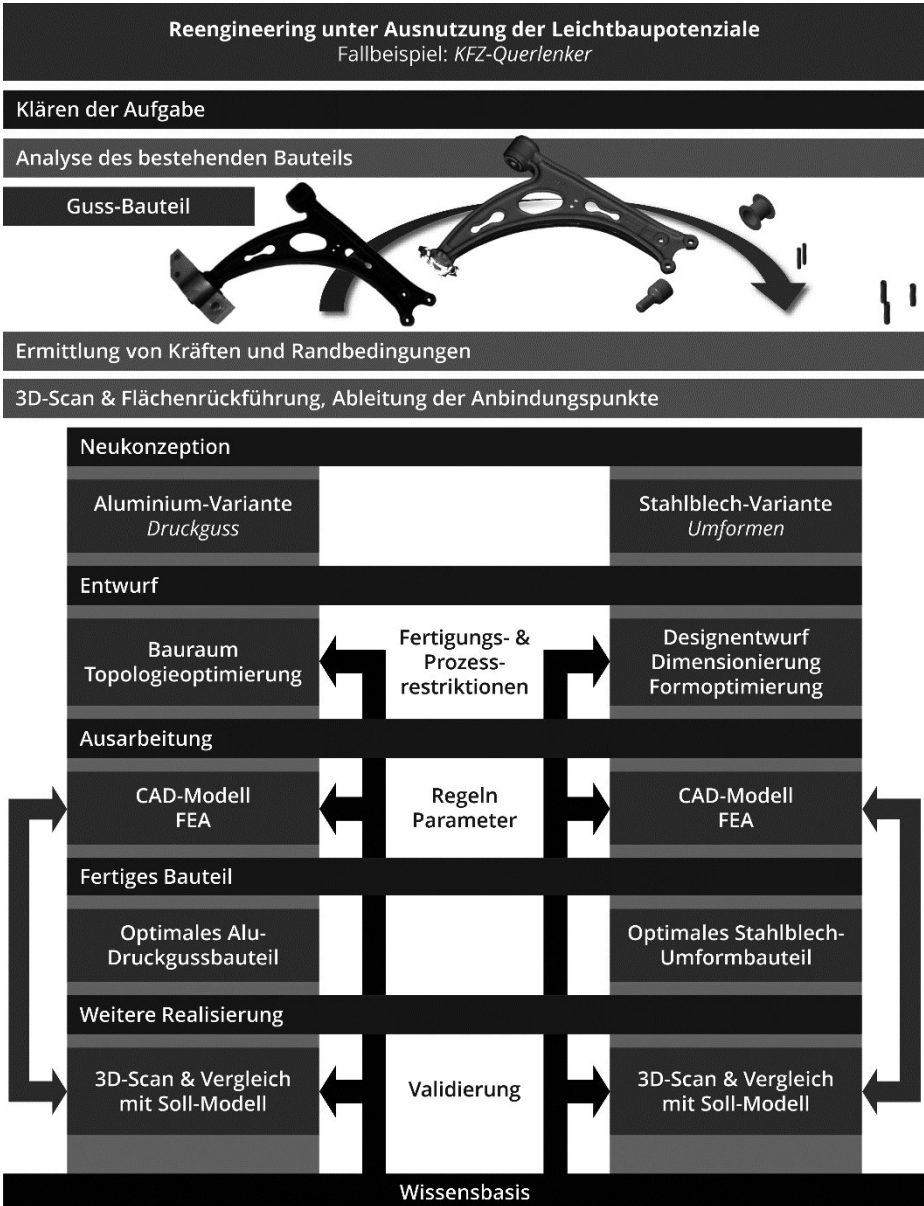 Reengineering unter Ausnutzung der Leichtbaupotenziale
Fallbeispiel: KFZ-Querlenker
Klären der Aufgabe
Analyse des bestehenden Bauteils
Guss-Bauteil
Ermittlung von Kräften und Randbedingungen
3D-Scan & Flächenrückführung, Ableitung der Anbindungspunkte
Neukonzeption
Aluminium-Variante
Druckguss
Stahlblech-Variante
Umformen
Entwurf
Bauraum
Topologieoptimierung
Fertigungs- &
Prozess-
restriktionen
Designentwurf
Dimensionierung
Formoptimierung
Ausarbeitung
CAD-Modell
FEA
Regeln
Parameter
CAD-Modell
FEA
Fertiges Bauteil
Optimales Alu-
Druckgussbauteil
Optimales Stahlblech-
Umformbauteil
Weitere Realisierung
3D-Scan & Vergleich
mit Soll-Modell
Validierung
3D-Scan & Vergleich
mit Soll-Modell
Wissensbasis